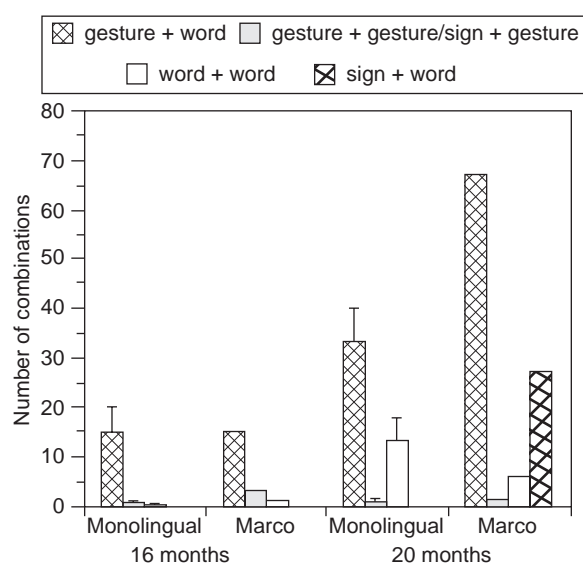 gesture + word gesture + gesture/sign + gesture
word + word sign + word
80
70
60
50
40
30
20
10
0
Number of combinations
Monolingual Marco Monolingual Marco
16 months 20 months